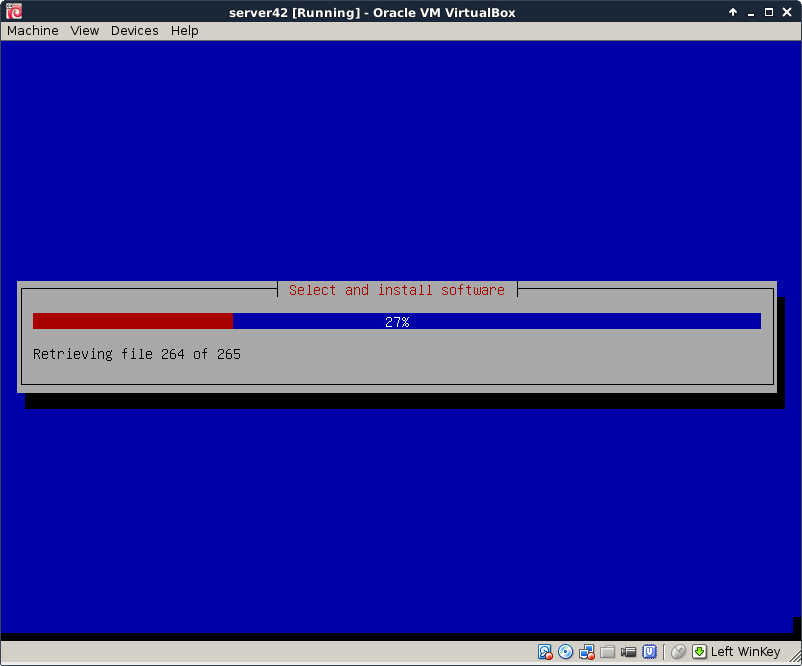 server42 [Running] - Oracle VM VirtualBox
Machine View Devices Help
Select and install software
27%
Retrieving file 264 of 265
Left WinKey